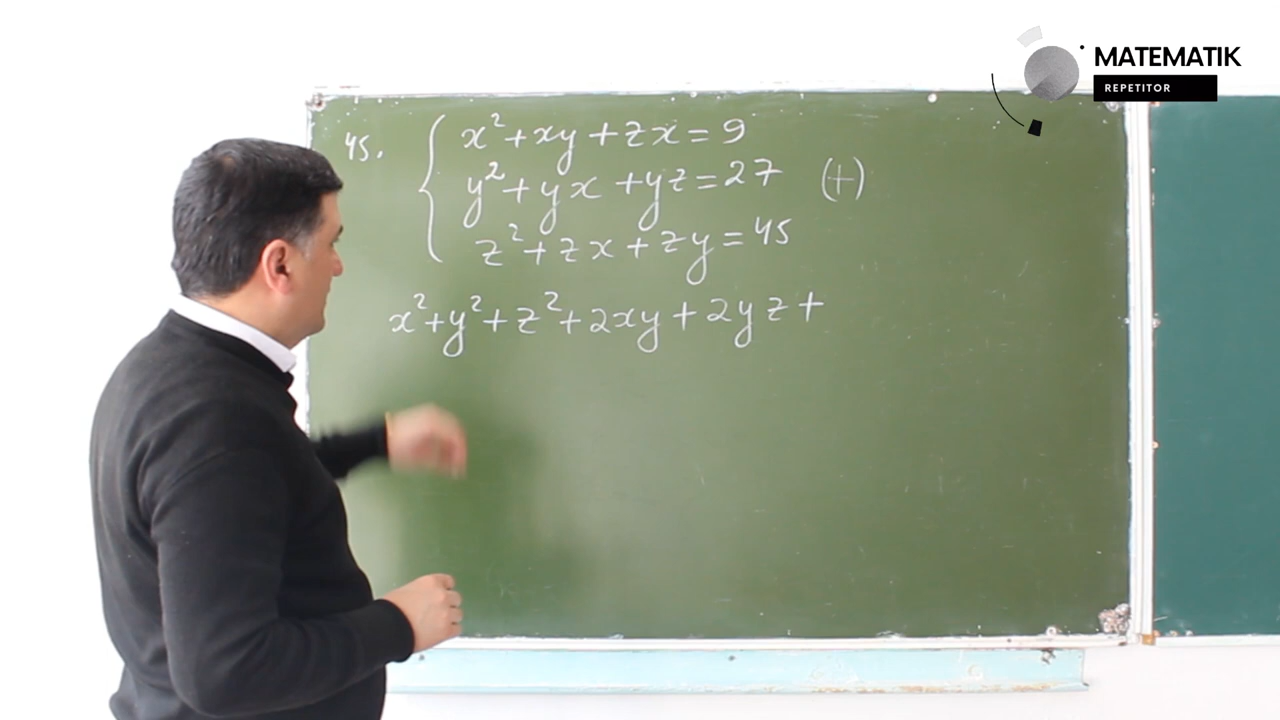 MATEMATIK
REPETITOR
45. x²+xy+zx=9
y²+yx+yz=27 (+)
z²+zx+zy=45
x²+y²+z²+2xy+2yz+